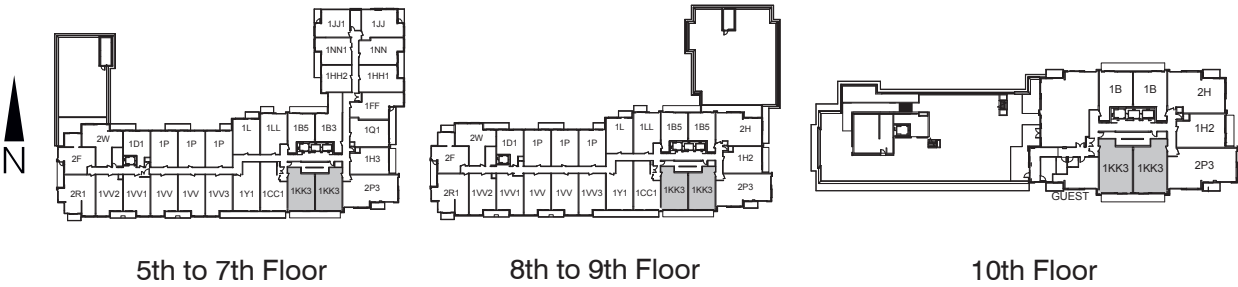 1JJ1 1JJ
1NN1 1NN
1HH2 1HH1
1FF
1L 1LL 1B5 1B3 1Q1
2W 1D1 1P 1P 1P
2F 1H3
2R1 1VV2 1VV1 1VV 1VV 1VV3 1Y1 1CC1 1KK3 1KK3 2P3
5th to 7th Floor
1L 1LL 1B5 1B5 2H
2W 1D1 1P 1P 1P
2F 1H2
2R1 1VV2 1VV1 1VV 1VV 1VV3 1Y1 1CC1 1KK3 1KK3 2P3
8th to 9th Floor
1B 1B 2H
1H2
1KK3 1KK3 2P3
GUEST
10th Floor
N